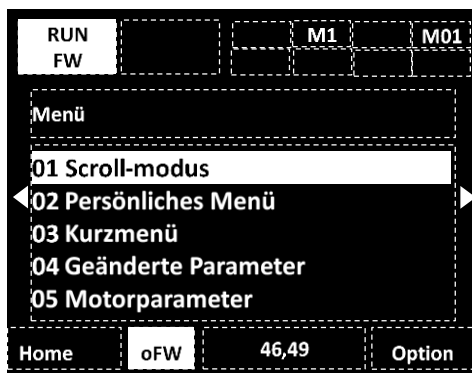 RUN M1 M01
FW
Menü
01 Scroll-modus
02 Persönliches Menü
03 Kurzmenü
04 Geänderte Parameter
05 Motorparameter
Home oFW 46,49 Option